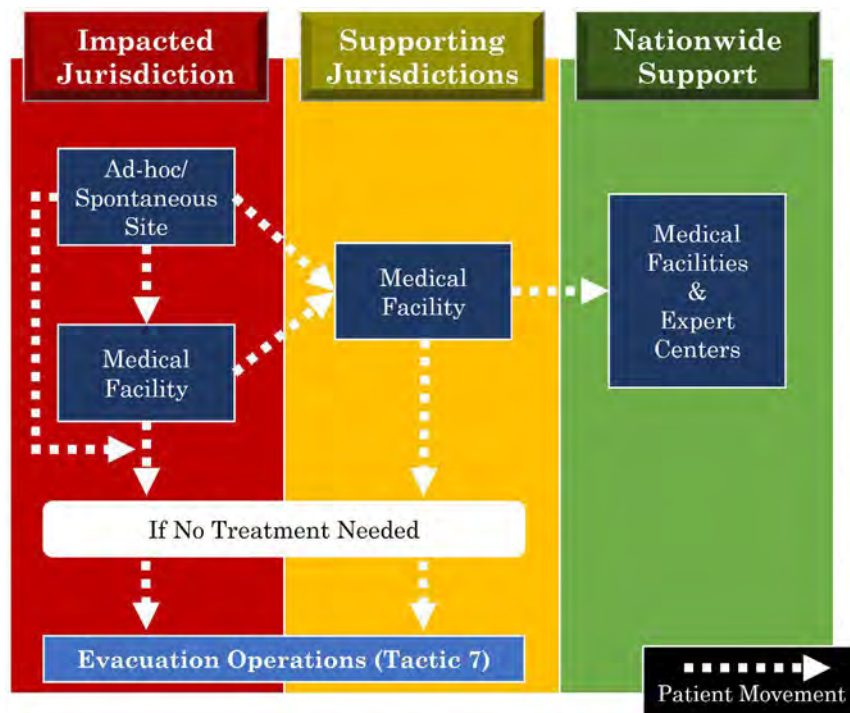 Impacted
Jurisdiction
Supporting
Jurisdictions
Nationwide
Support
Ad-hoc/
Spontaneous
Site
Medical
Facility
Medical
Facility
Medical
Facilities
&
Expert
Centers
If No Treatment Needed
Evacuation Operations (Tactic 7)
Patient Movement